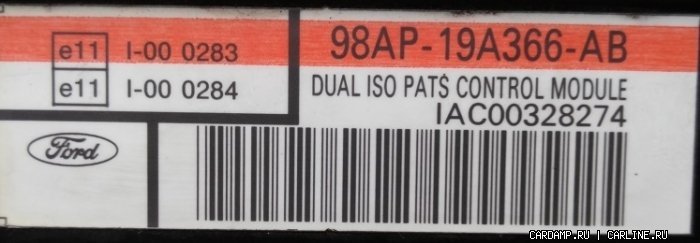 e11 I-00 0283
e11 I-00 0284
98AP-19A366-AB
DUAL ISO PATS CONTROL MODULE
IAC00328274
Ford
CARDAMP.RU | CARLINE.RU